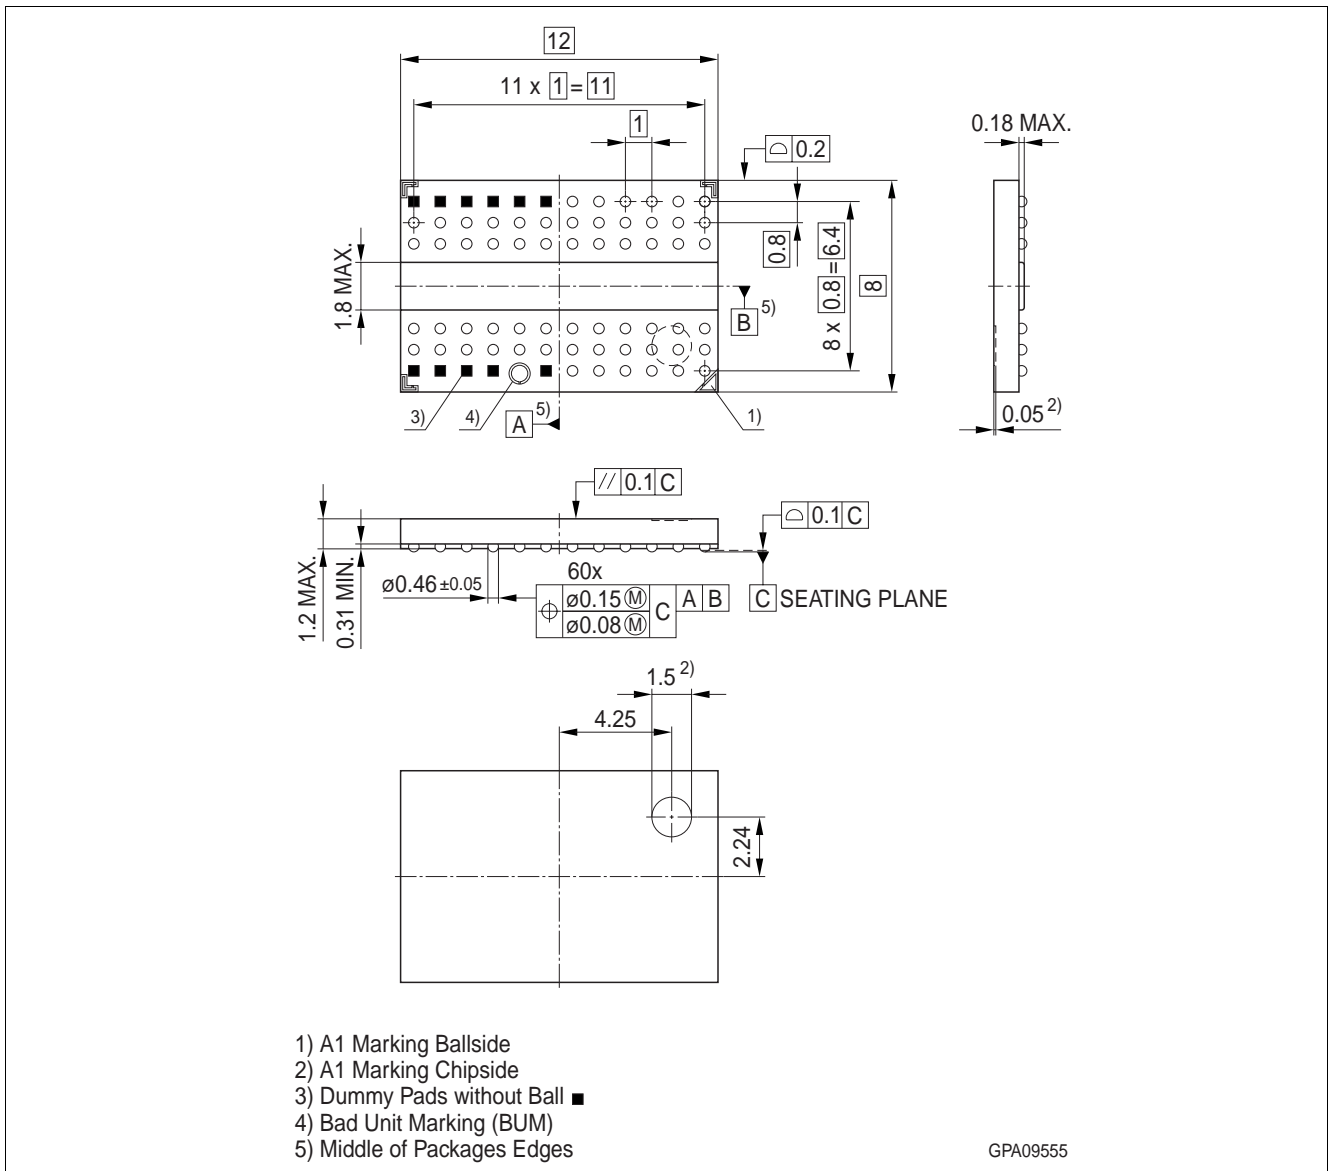 12
11 x 1 = 11
1
0.18 MAX.
0.2
1.8 MAX.
0.8
8 x 0.8 = 6.4
8
B 5)
3)
4)
A 5)
1)
0.05 2)
// 0.1 C
0.1 C
1.2 MAX.
0.31 MIN.
ø0.46 ±0.05
60x
ø0.15 Ⓜ C A B
ø0.08 Ⓜ
C SEATING PLANE
1.5 2)
4.25
2.24
1) A1 Marking Ballside
2) A1 Marking Chipside
3) Dummy Pads without Ball ■
4) Bad Unit Marking (BUM)
5) Middle of Packages Edges
GPA09555